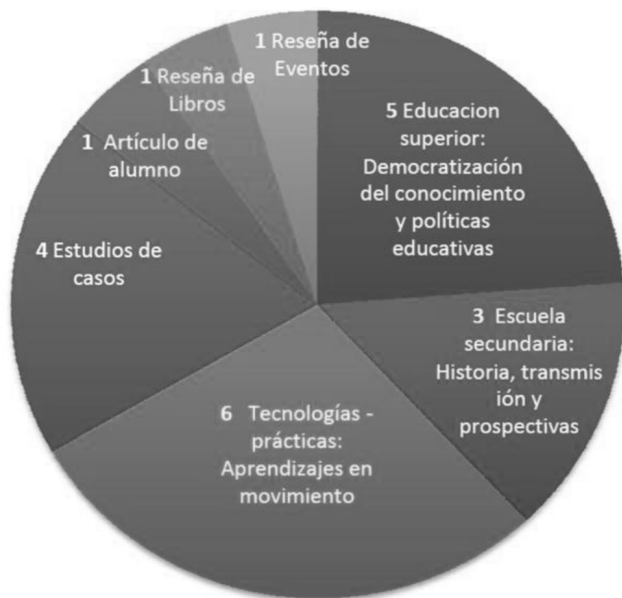 1 Reseña de
Eventos
5 Educacion
superior:
Democratización
del conocimiento
y políticas
educativas
3 Escuela
secundaria:
Historia, transmis
ión y
prospectivas
6 Tecnologías -
prácticas:
Aprendizajes en
movimiento
4 Estudios de
casos
1 Artículo de
alumno
1 Reseña de
Libros